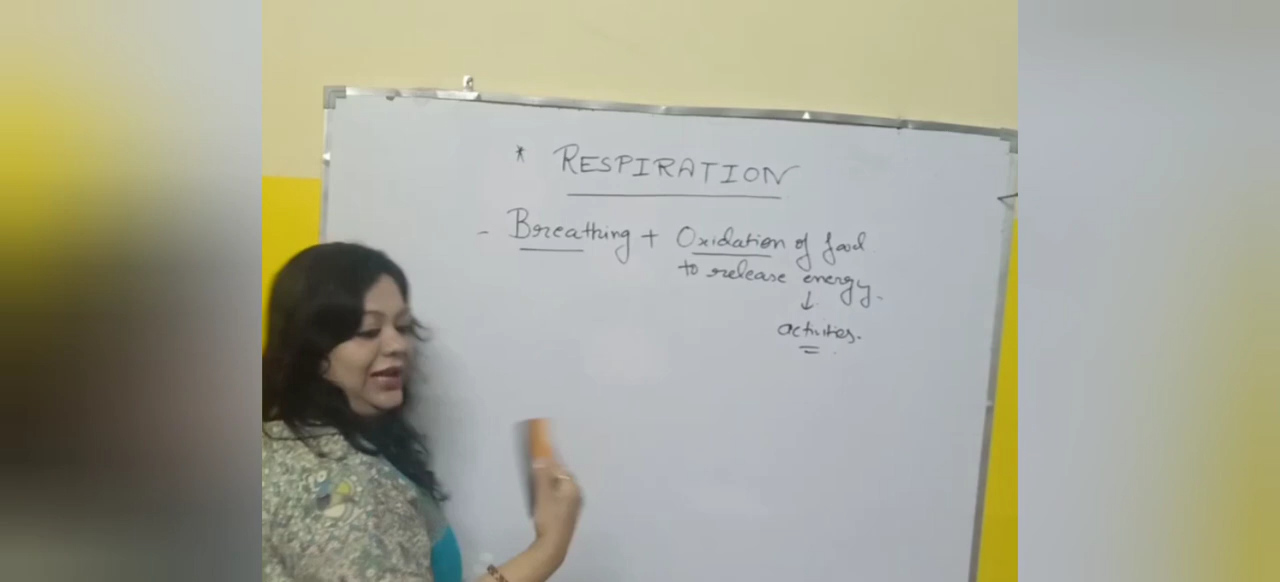 * RESPIRATION
- Breathing + Oxidation of food
to release energy.
↓
activities.